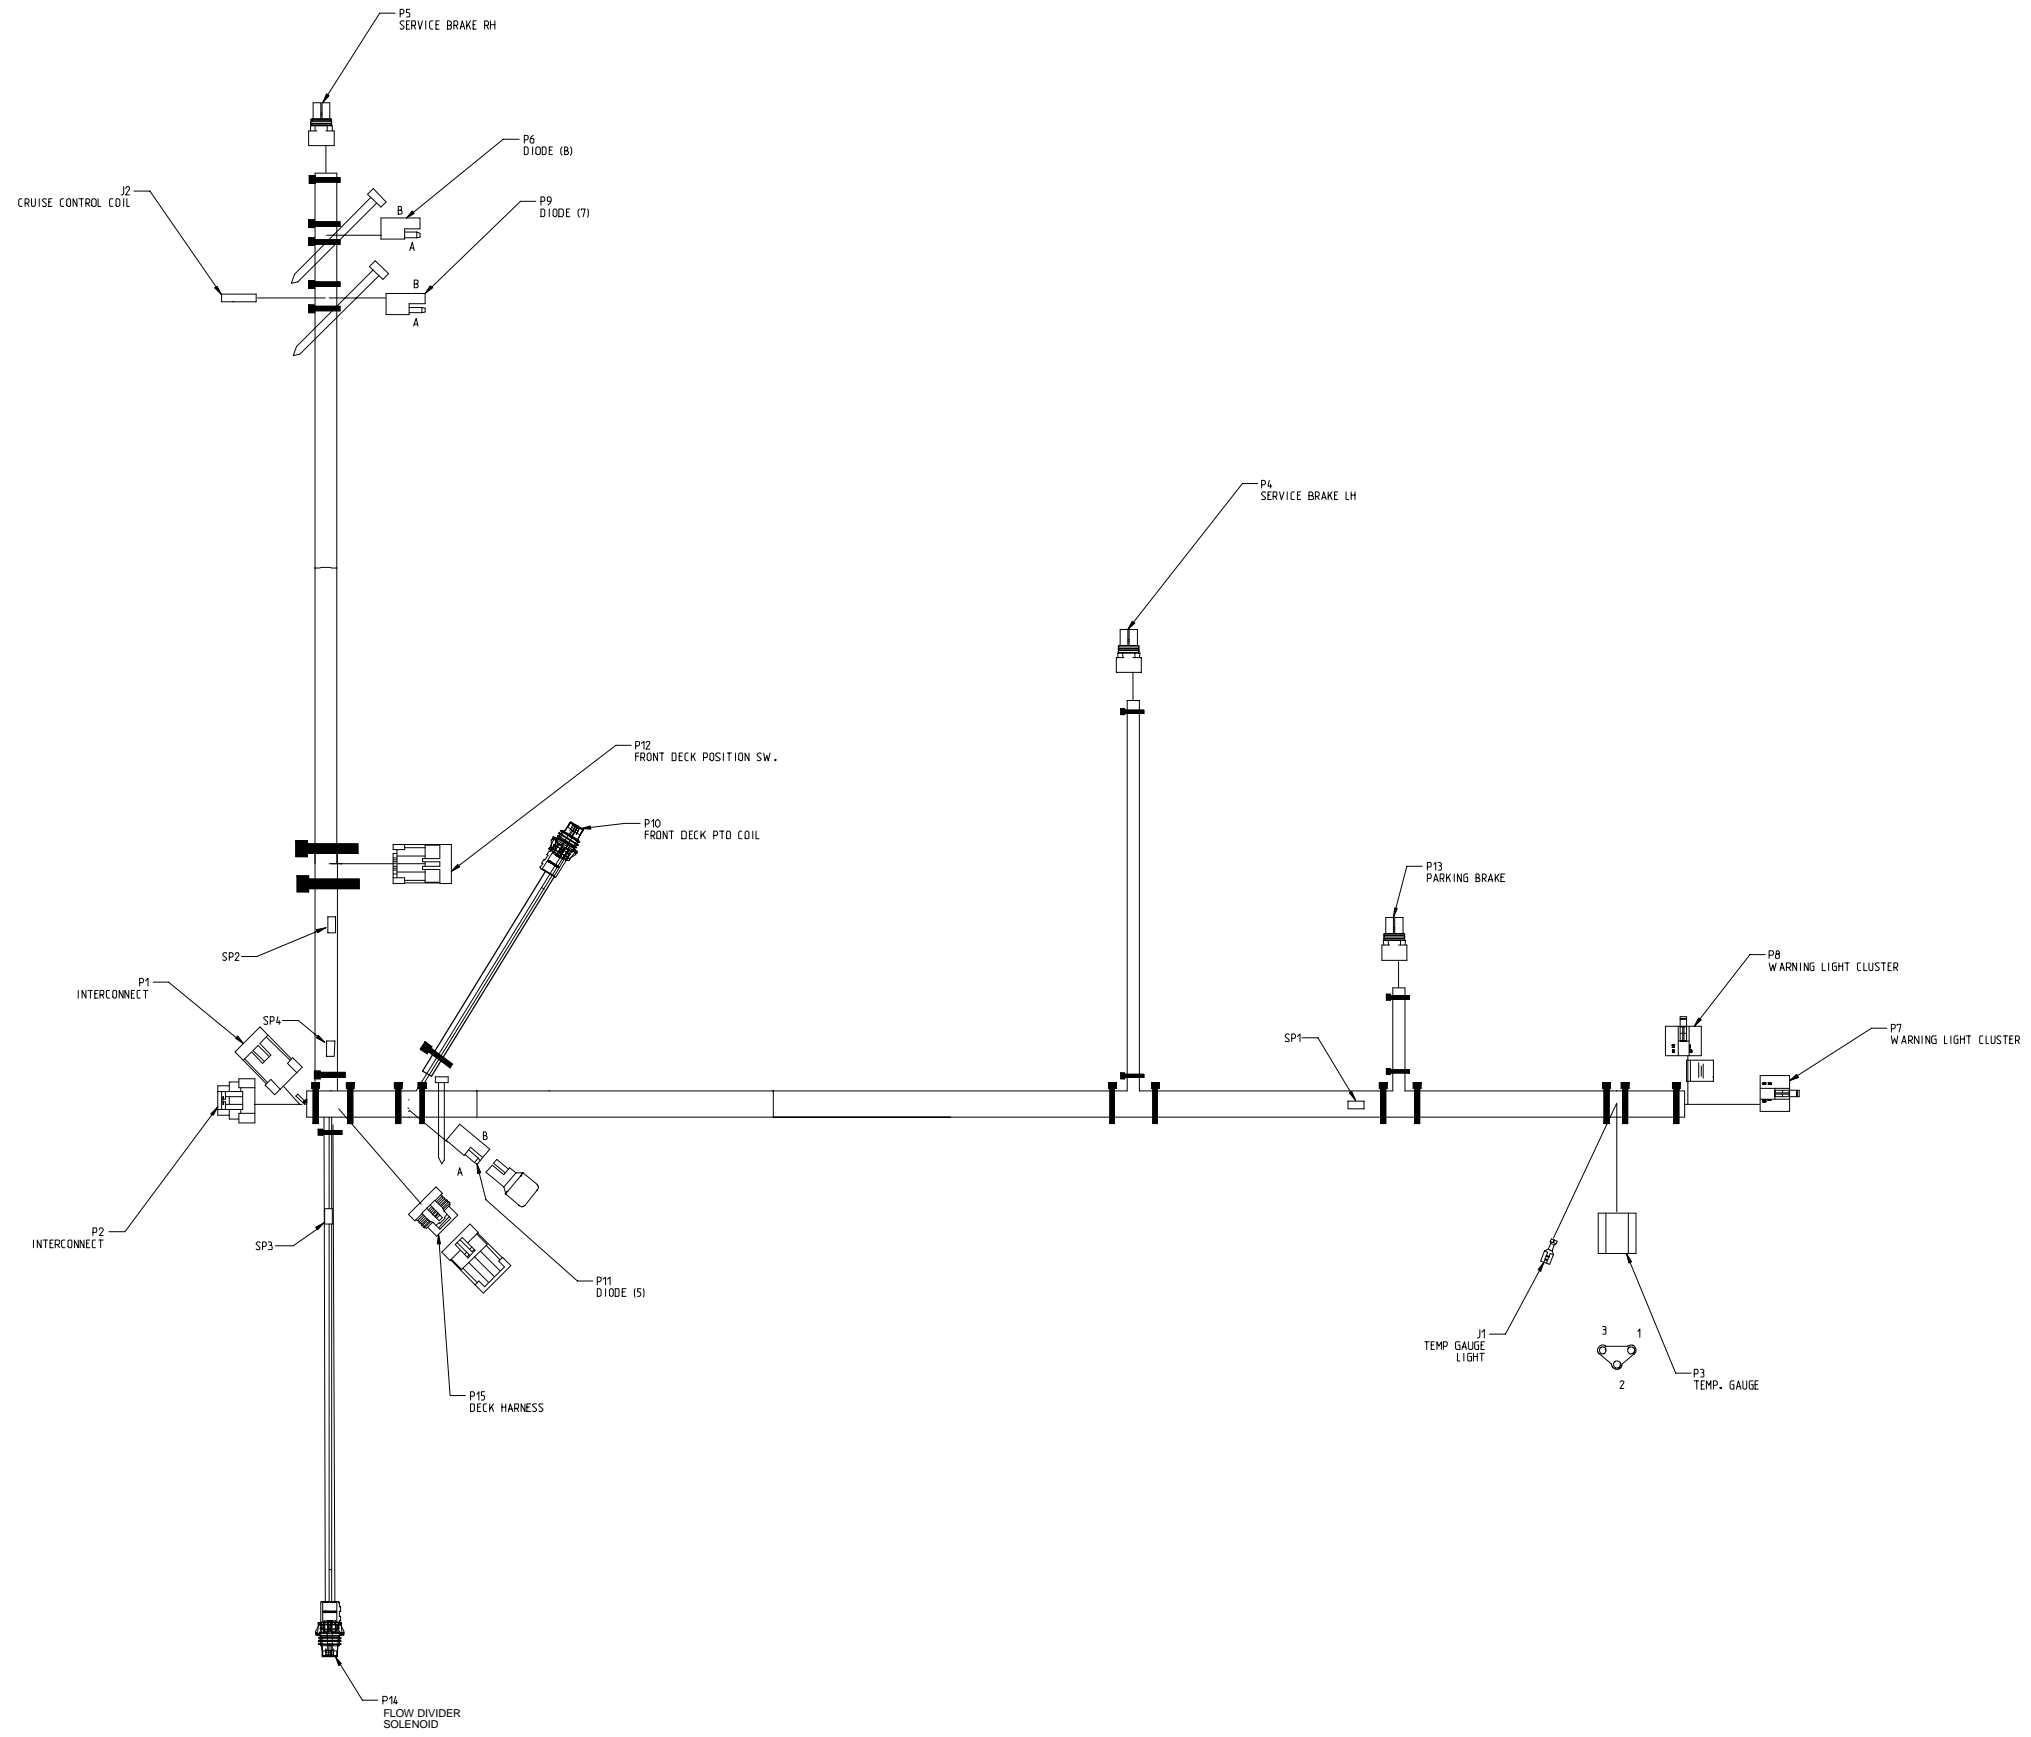 P5
SERVICE BRAKE RH
P6
DIODE (B)
J2
CRUISE CONTROL COIL
P9
DIODE (7)
B
A
B
A
P4
SERVICE BRAKE LH
P12
FRONT DECK POSITION SW.
P10
FRONT DECK PTO COIL
P13
PARKING BRAKE
SP2
P8
WARNING LIGHT CLUSTER
P1
INTERCONNECT
SP4
P7
WARNING LIGHT CLUSTER
SP1
B
A
P2
INTERCONNECT
SP3
P11
DIODE (5)
J1
TEMP GAUGE
LIGHT
3
1
2
P3
TEMP. GAUGE
P15
DECK HARNESS
P14
FLOW DIVIDER
SOLENOID